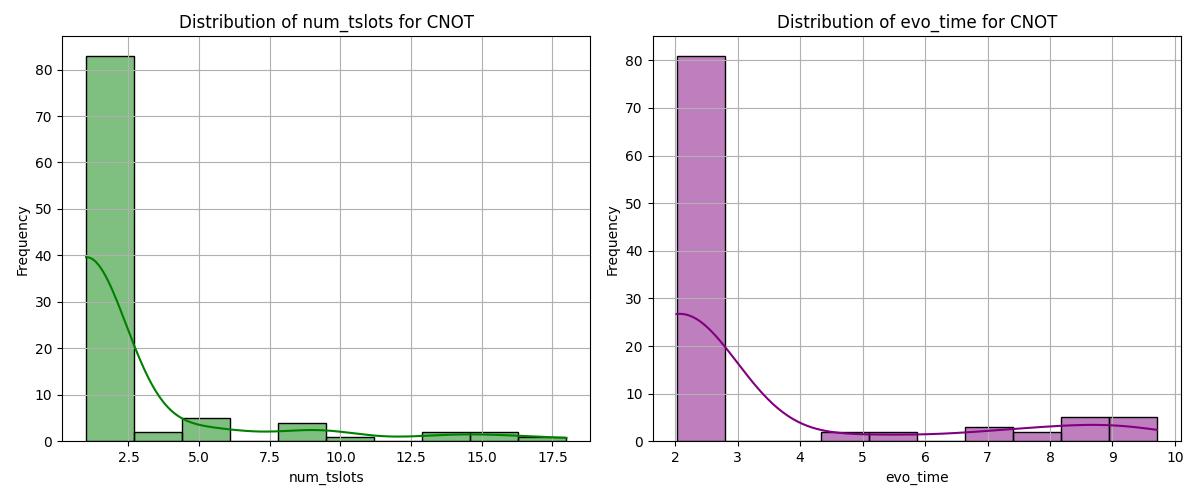 Distribution of num_tslots for CNOT
Frequency
80
70
60
50
40
30
20
10
0
2.5 5.0 7.5 10.0 12.5 15.0 17.5
num_tslots
Distribution of evo_time for CNOT
Frequency
80
70
60
50
40
30
20
10
0
2 3 4 5 6 7 8 9 10
evo_time